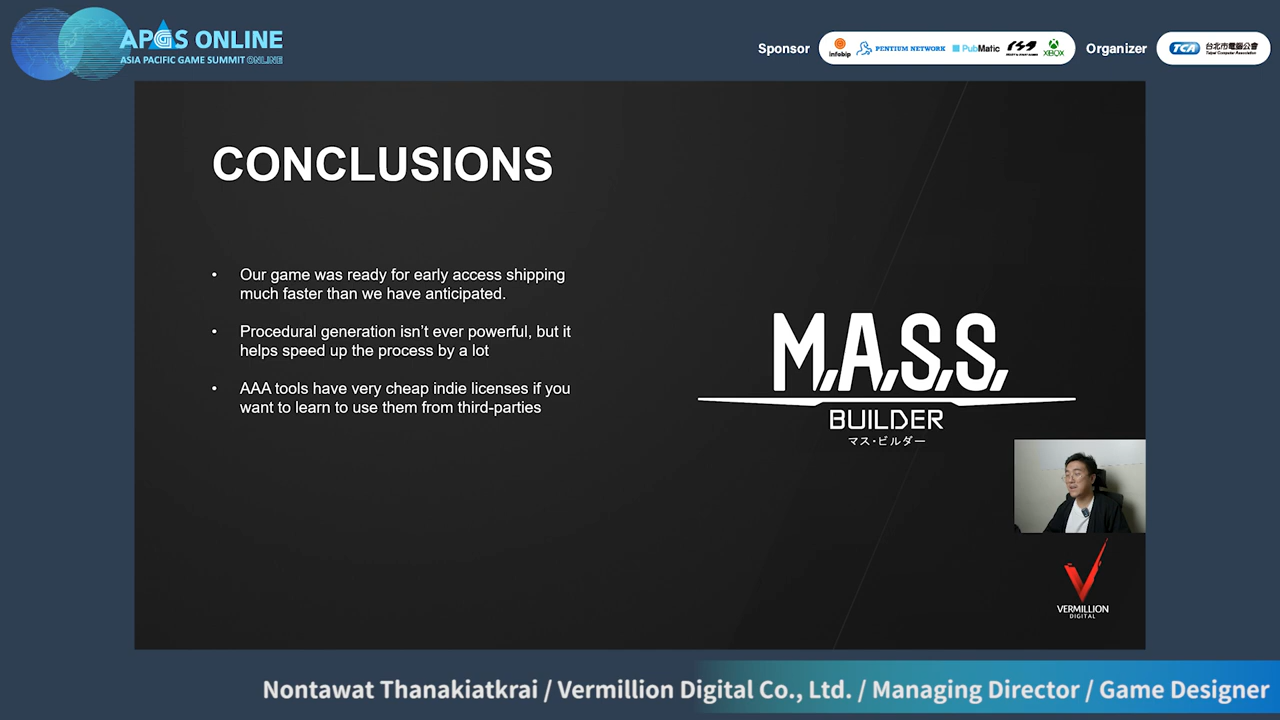 APGS ONLINE
ASIA PACIFIC GAME SUMMIT ONLINE
Sponsor
infobip
PENTIUM NETWORK
PubMatic
XBOX
Organizer
TCA
台北市電腦公會
Taipei Computer Association
CONCLUSIONS
• Our game was ready for early access shipping
much faster than we have anticipated.
• Procedural generation isn’t ever powerful, but it
helps speed up the process by a lot
• AAA tools have very cheap indie licenses if you
want to learn to use them from third-parties
M.A.S.S.
BUILDER
マス・ビルダー
VERMILLION
DIGITAL
Nontawat Thanakiatkrai / Vermillion Digital Co., Ltd. / Managing Director / Game Designer